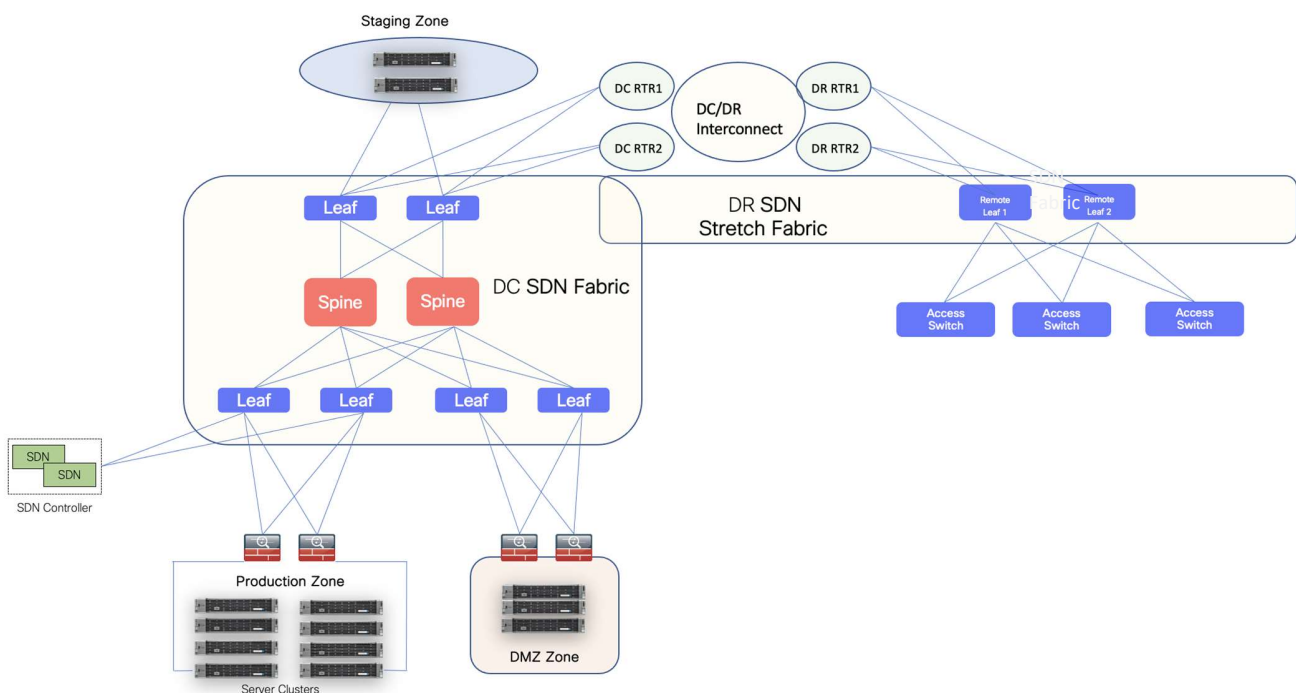 Staging Zone
DC RTR1
DR RTR1
DC/DR
Interconnect
DC RTR2
DR RTR2
Leaf
Leaf
DR SDN
Stretch Fabric
SDN
Fabric
Remote
Leaf 1
Remote
Leaf 2
Spine
Spine
DC SDN Fabric
Access
Switch
Access
Switch
Access
Switch
Leaf
Leaf
Leaf
Leaf
SDN
SDN
SDN Controller
Production Zone
Server Clusters
DMZ Zone